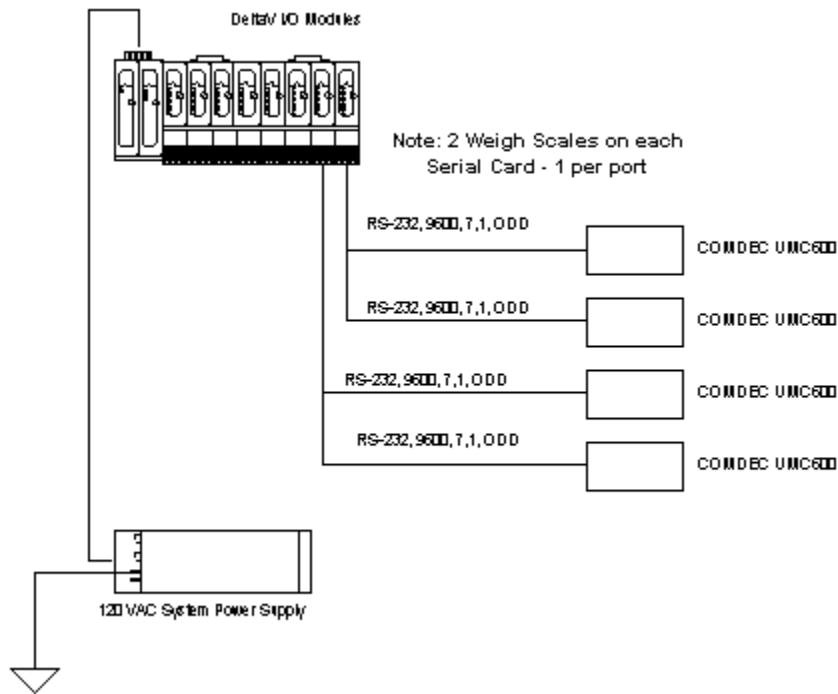 DeltaV I/O Modules
Note: 2 Weigh Scales on each
Serial Card - 1 per port
RS-232, 9600, 7, 1, ODD
COMDEC UMC600
RS-232, 9600, 7, 1, ODD
COMDEC UMC600
RS-232, 9600, 7, 1, ODD
COMDEC UMC600
RS-232, 9600, 7, 1, ODD
COMDEC UMC600
120 VAC System Power Supply